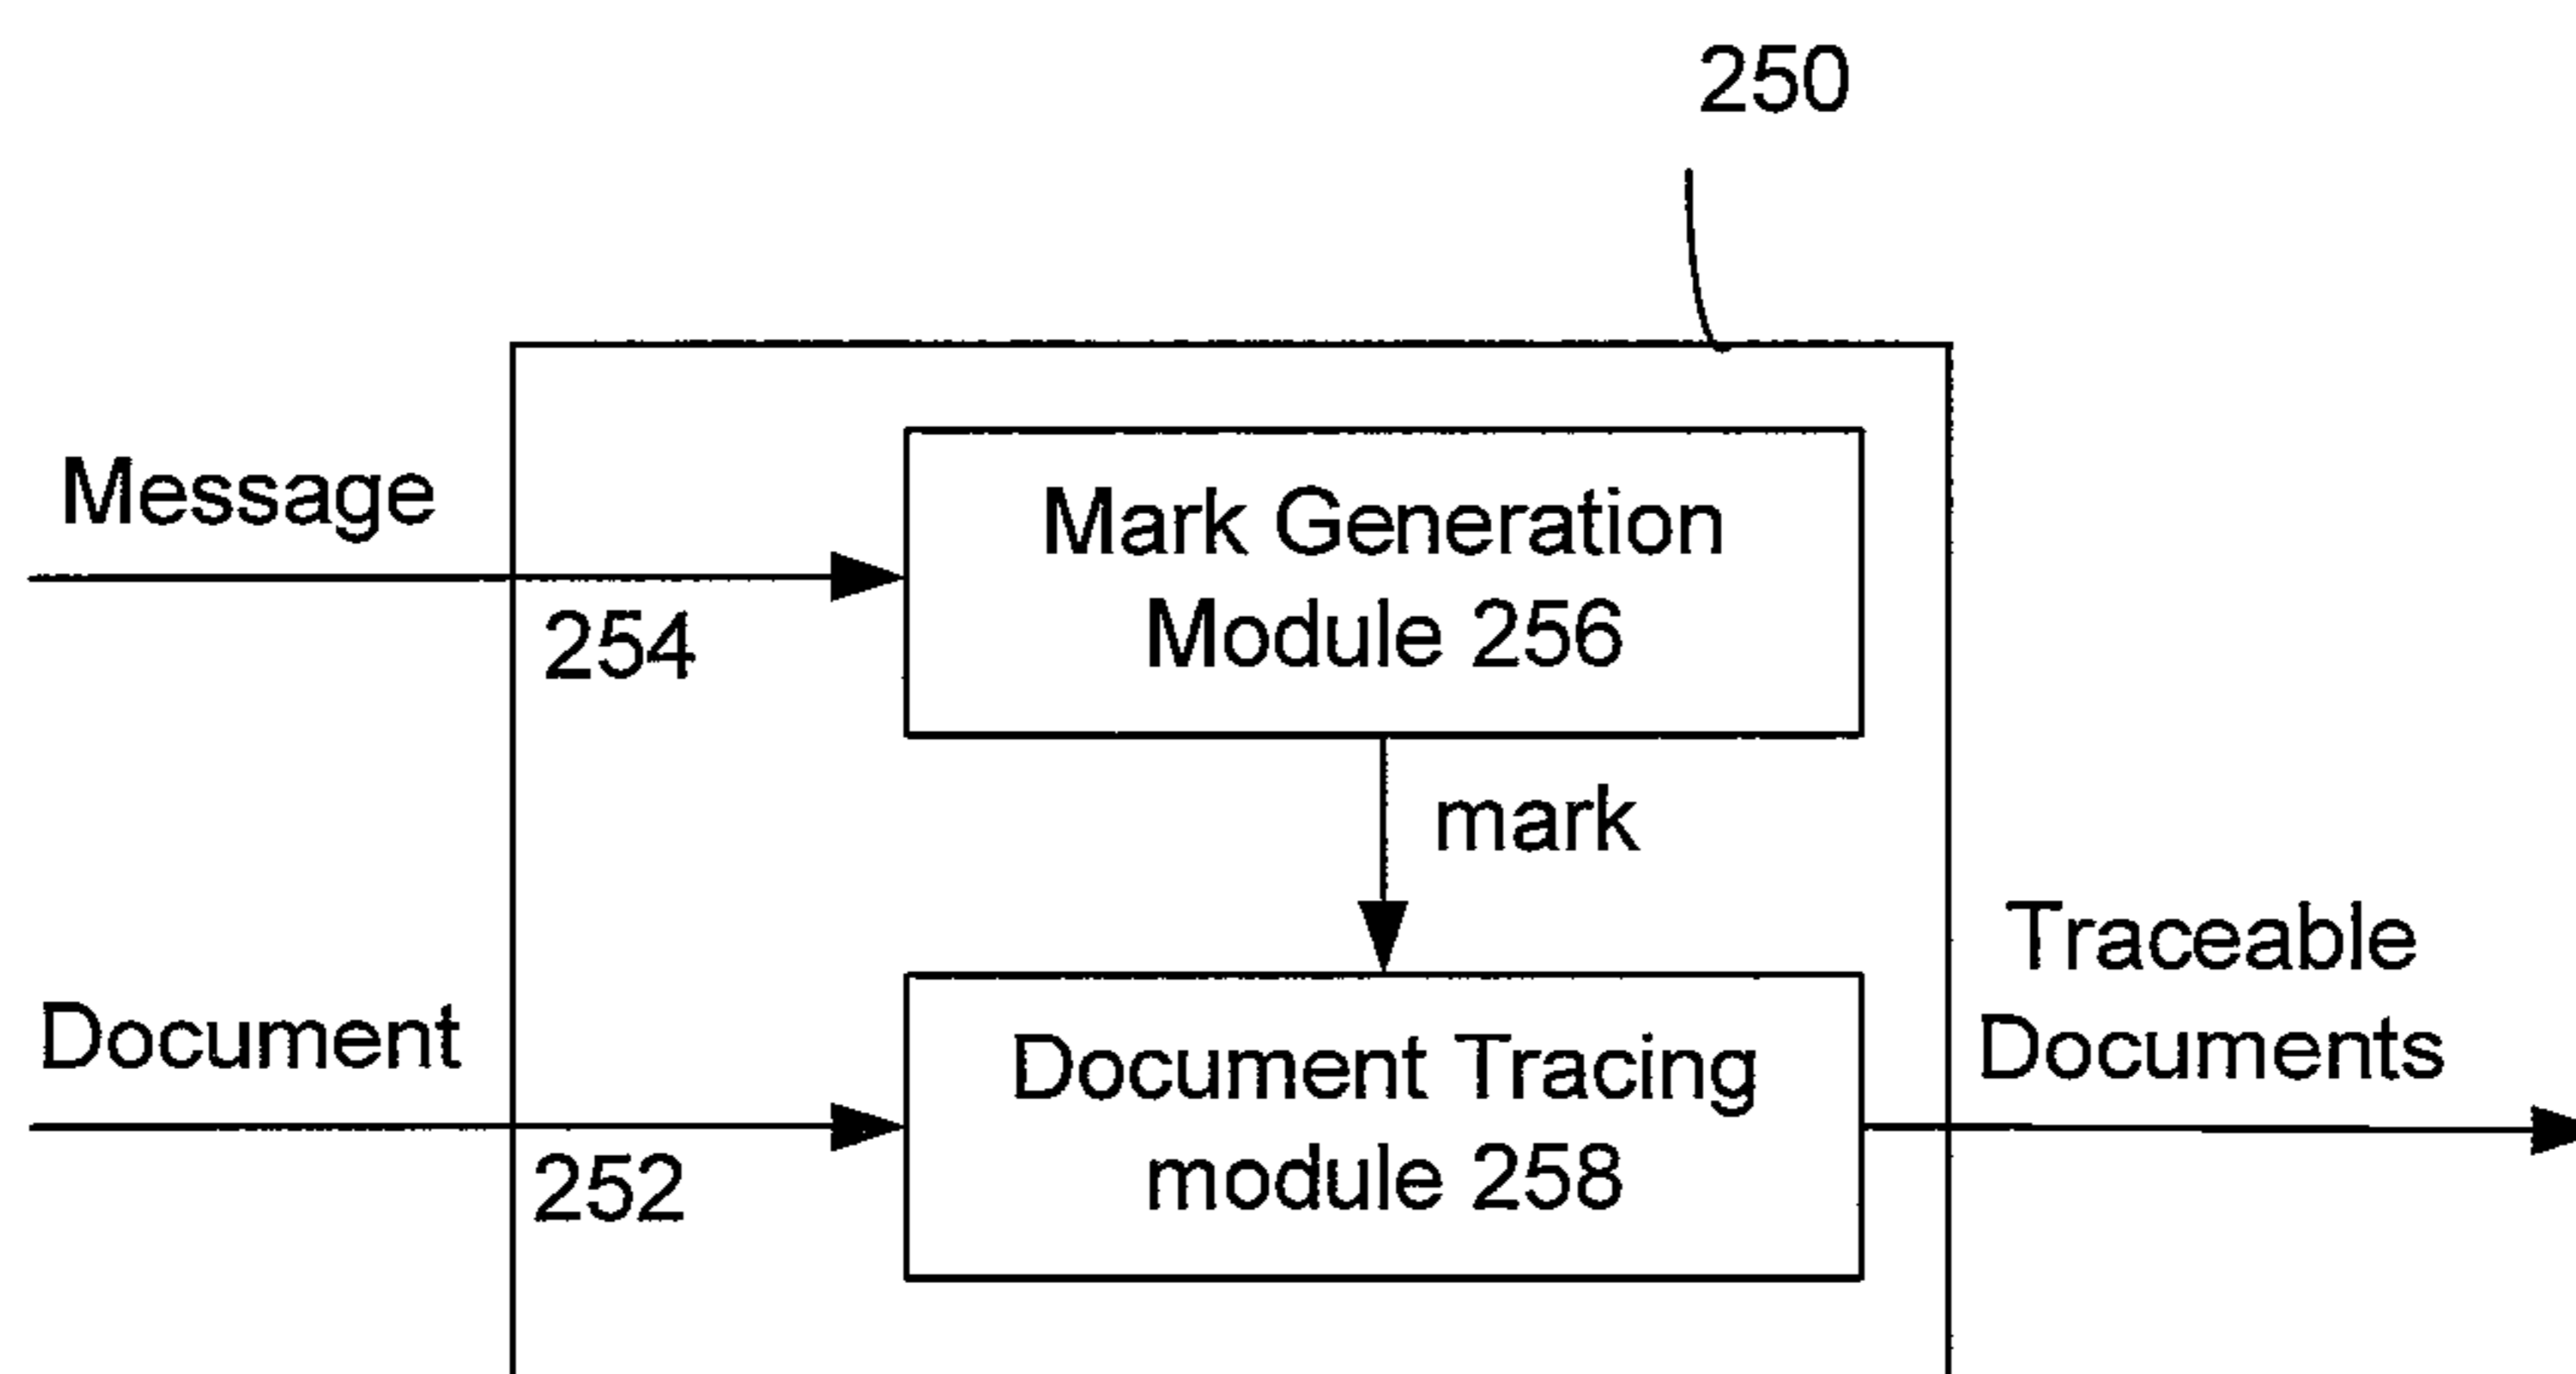 250
Message
254
Mark Generation
Module 256
mark
Document
252
Document Tracing
module 258
Traceable
Documents